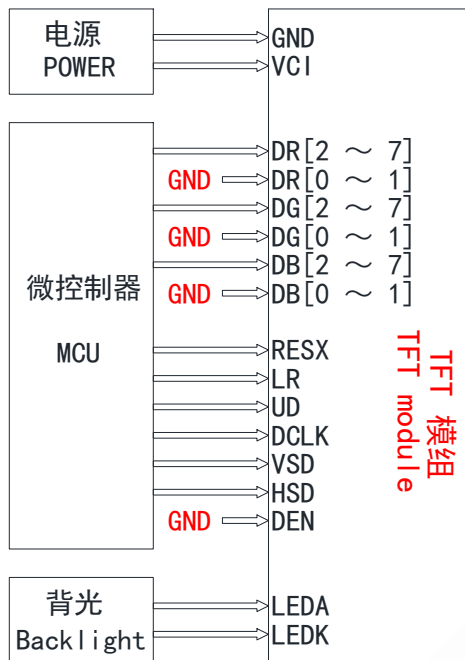 电源
POWER
GND
VCI
DR[2 ～ 7]
GND DR[0 ～ 1]
DG[2 ～ 7]
GND DG[0 ～ 1]
DB[2 ～ 7]
GND DB[0 ～ 1]
微控制器
MCU
RESX
LR
UD
DCLK
VSD
HSD
GND DEN
TFT 模组
TFT module
背光
Backlight
LEDA
LEDK